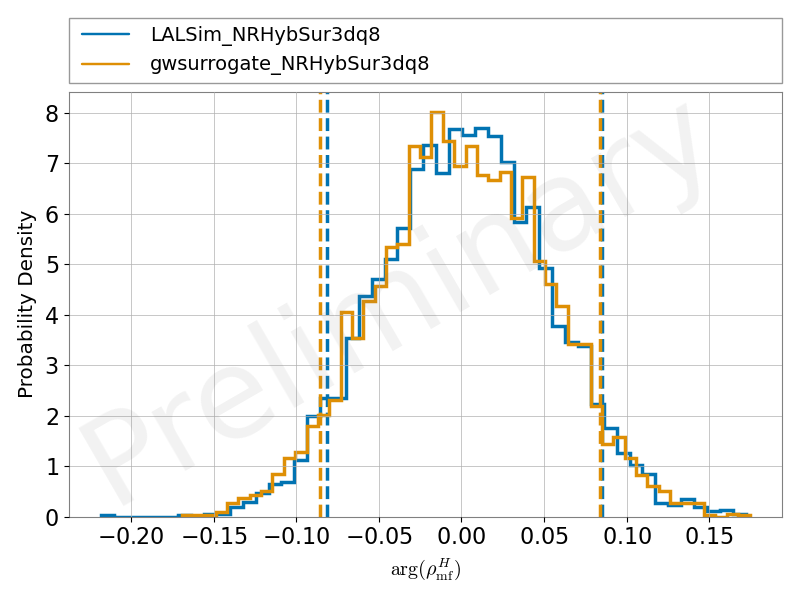 LALSim_NRHybSur3dq8
gwsurrogate_NRHybSur3dq8
8
7
6
5
4
3
2
1
0
Probability Density
Preliminary
−0.20 −0.15 −0.10 −0.05 0.00 0.05 0.10 0.15
arg(ρ_mf^H)